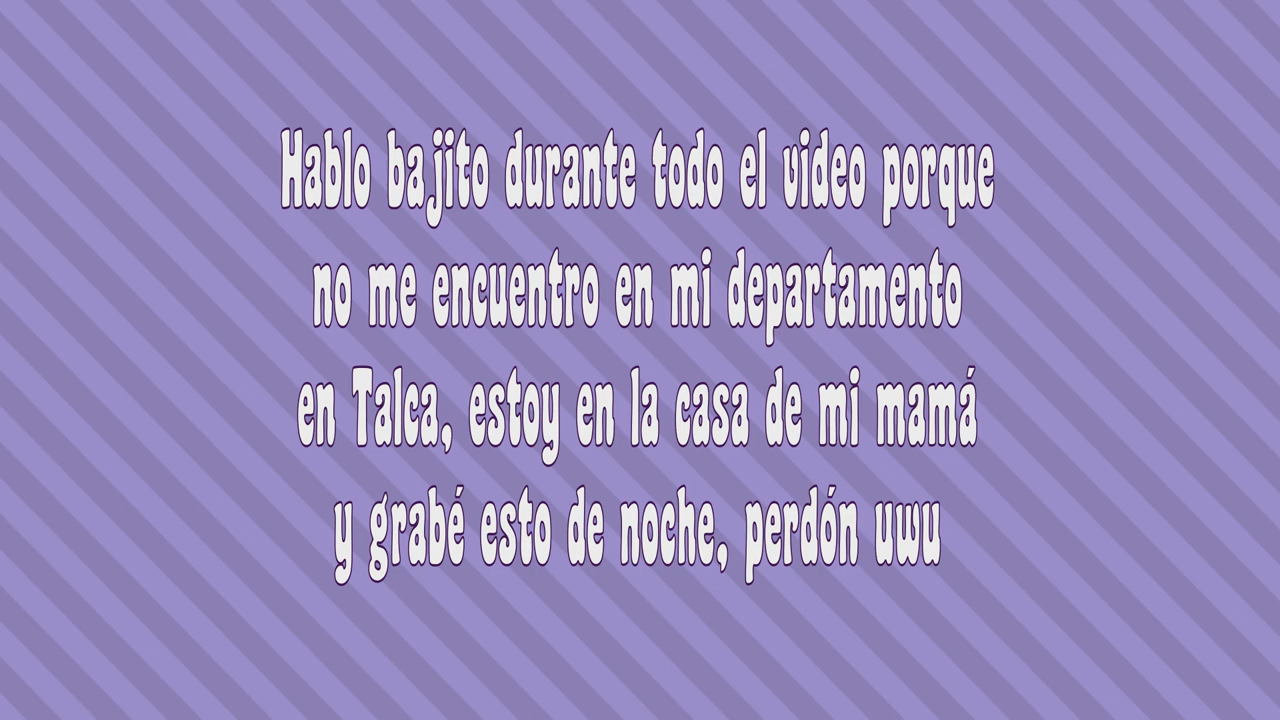 Hablo bajito durante todo el video porque
no me encuentro en mi departamento
en Talca, estoy en la casa de mi mamá
y grabé esto de noche, perdón uwu